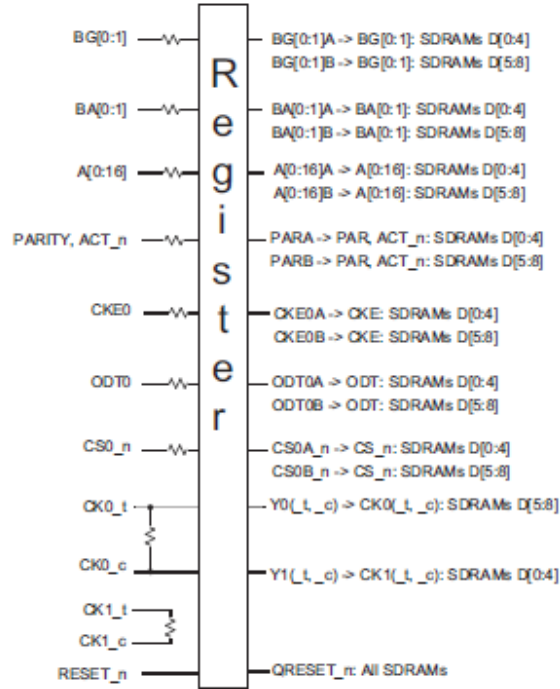 BG[0:1]
BG[0:1]A -> BG[0:1]: SDRAMs D[0:4]
BG[0:1]B -> BG[0:1]: SDRAMs D[5:8]
BA[0:1]
BA[0:1]A -> BA[0:1]: SDRAMs D[0:4]
BA[0:1]B -> BA[0:1]: SDRAMs D[5:8]
A[0:16]
A[0:16]A -> A[0:16]: SDRAMs D[0:4]
A[0:16]B -> A[0:16]: SDRAMs D[5:8]
PARITY, ACT_n
PARA -> PAR, ACT_n: SDRAMs D[0:4]
PARB -> PAR, ACT_n: SDRAMs D[5:8]
CKE0
CKE0A -> CKE: SDRAMs D[0:4]
CKE0B -> CKE: SDRAMs D[5:8]
ODT0
ODT0A -> ODT: SDRAMs D[0:4]
ODT0B -> ODT: SDRAMs D[5:8]
CS0_n
CS0A_n -> CS_n: SDRAMs D[0:4]
CS0B_n -> CS_n: SDRAMs D[5:8]
CK0_t
Y0(_t, _c) -> CK0(_t, _c): SDRAMs D[5:8]
CK0_c
Y1(_t, _c) -> CK1(_t, _c): SDRAMs D[0:4]
CK1_t
CK1_c
RESET_n
QRESET_n: All SDRAMs
Register